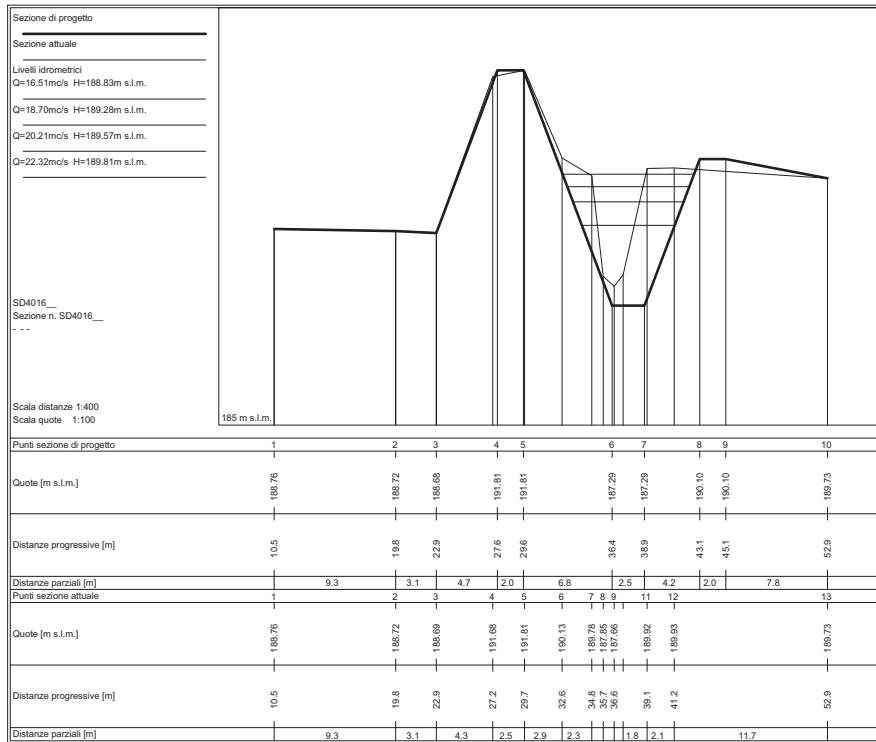 Sezione di progetto
Sezione attuale
Livelli idrometrici
Q=16.51mc/s H=188.83m s.l.m.
Q=18.70mc/s H=189.28m s.l.m.
Q=20.21mc/s H=189.57m s.l.m.
Q=22.32mc/s H=189.81m s.l.m.
SD4016__
Sezione n. SD4016__
- - -
Scala distanze 1:400
Scala quote 1:100
185 m s.l.m.
Punti sezione di progetto 1 2 3 4 5 6 7 8 9 10
Quote [m s.l.m.] 188.76 188.72 188.68 191.81 191.81 187.29 187.29 190.10 190.10 189.73
Distanze progressive [m] 10.5 19.8 22.9 27.6 29.6 36.4 38.9 43.1 45.1 52.9
Distanze parziali [m] 9.3 3.1 4.7 2.0 6.8 2.5 4.2 2.0 7.8
Punti sezione attuale 1 2 3 4 5 6 7 8 9 11 12 13
Quote [m s.l.m.] 188.76 188.72 188.69 191.68 191.81 190.13 189.78 187.85 187.66 189.92 189.93 189.73
Distanze progressive [m] 10.5 19.8 22.9 27.2 29.7 32.6 34.8 35.7 36.6 39.1 41.2 52.9
Distanze parziali [m] 9.3 3.1 4.3 2.5 2.9 2.3 1.8 2.1 11.7